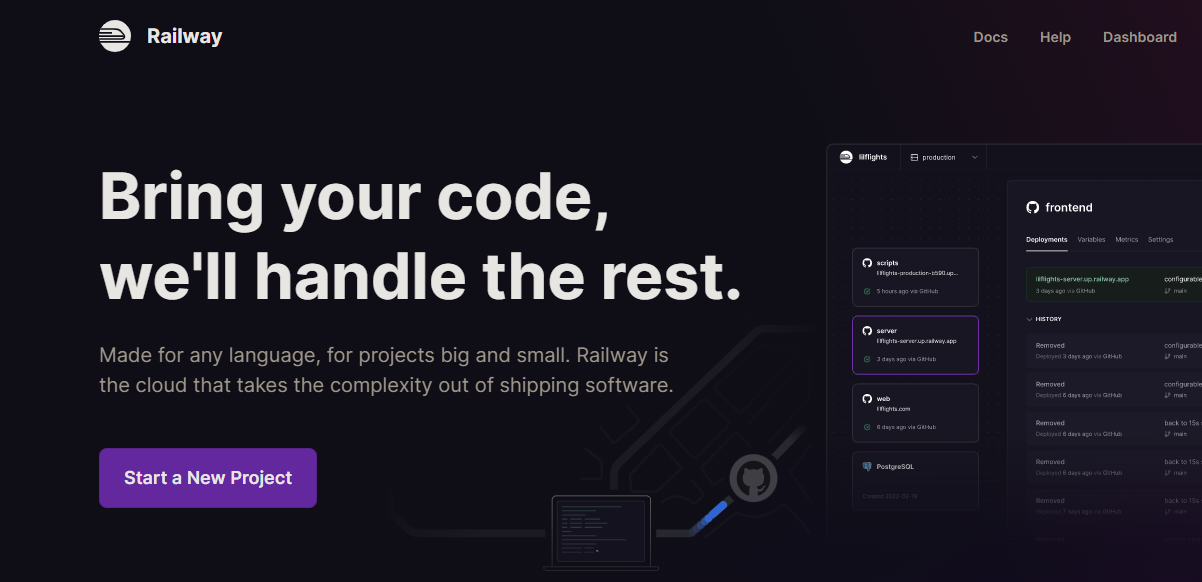 Railway
Docs
Help
Dashboard
Bring your code,
we'll handle the rest.
Made for any language, for projects big and small. Railway is
the cloud that takes the complexity out of shipping software.
Start a New Project
lilflights
production
scripts
lilflights-production-b590.up...
5 hours ago via GitHub
server
lilflights-server.up.railway.app
3 days ago via GitHub
web
lilflights.com
6 days ago via GitHub
PostgreSQL
Created 2022-02-19
frontend
Deployments Variables Metrics Settings
lilflights-server.up.railway.app configurable
3 days ago via GitHub main
HISTORY
Removed configurable
Deployed 3 days ago via GitHub main
Removed configurable
Deployed 6 days ago via GitHub main
Removed back to 15s
Deployed 6 days ago via GitHub main
Removed back to 15s
Deployed 6 days ago via GitHub main
Removed back to 15s
Deployed 7 days ago via GitHub main
Removed configurable